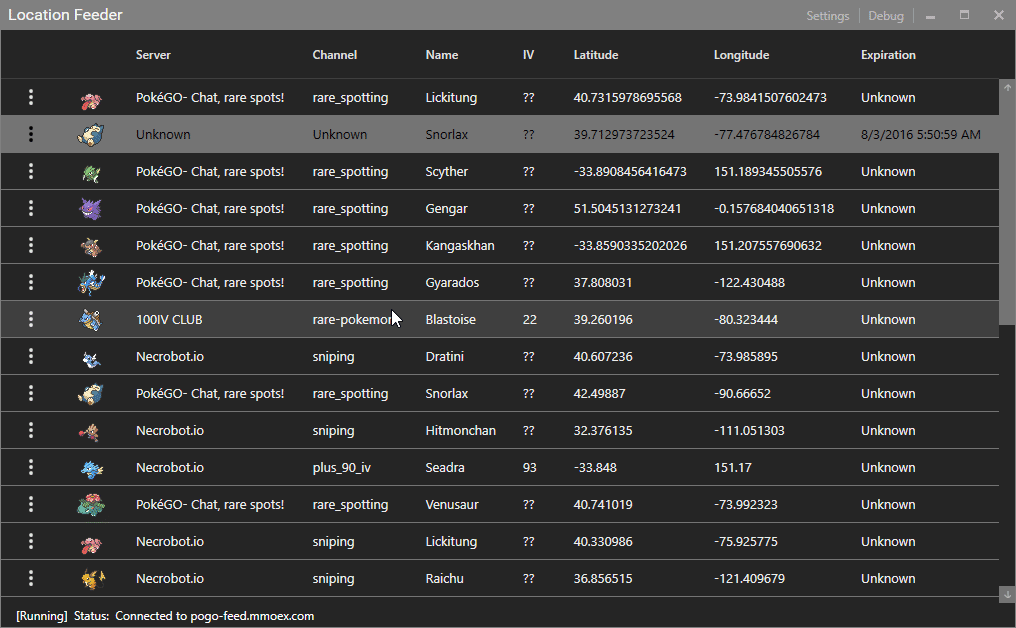 Location Feeder Settings Debug
Server Channel Name IV Latitude Longitude Expiration
PokéGO- Chat, rare spots! rare_spotting Lickitung ?? 40.7315978695568 -73.9841507602473 Unknown
Unknown Unknown Snorlax ?? 39.712973723524 -77.476784826784 8/3/2016 5:50:59 AM
PokéGO- Chat, rare spots! rare_spotting Scyther ?? -33.8908456416473 151.189345505576 Unknown
PokéGO- Chat, rare spots! rare_spotting Gengar ?? 51.5045131273241 -0.157684040651318 Unknown
PokéGO- Chat, rare spots! rare_spotting Kangaskhan ?? -33.8590335202026 151.207557690632 Unknown
PokéGO- Chat, rare spots! rare_spotting Gyarados ?? 37.808031 -122.430488 Unknown
100IV CLUB rare-pokemon Blastoise 22 39.260196 -80.323444 Unknown
Necrobot.io sniping Dratini ?? 40.607236 -73.985895 Unknown
PokéGO- Chat, rare spots! rare_spotting Snorlax ?? 42.49887 -90.66652 Unknown
Necrobot.io sniping Hitmonchan ?? 32.376135 -111.051303 Unknown
Necrobot.io plus_90_iv Seadra 93 -33.848 151.17 Unknown
PokéGO- Chat, rare spots! rare_spotting Venusaur ?? 40.741019 -73.992323 Unknown
Necrobot.io sniping Lickitung ?? 40.330986 -75.925775 Unknown
Necrobot.io sniping Raichu ?? 36.856515 -121.409679 Unknown
[Running] Status: Connected to pogo-feed.mmoex.com